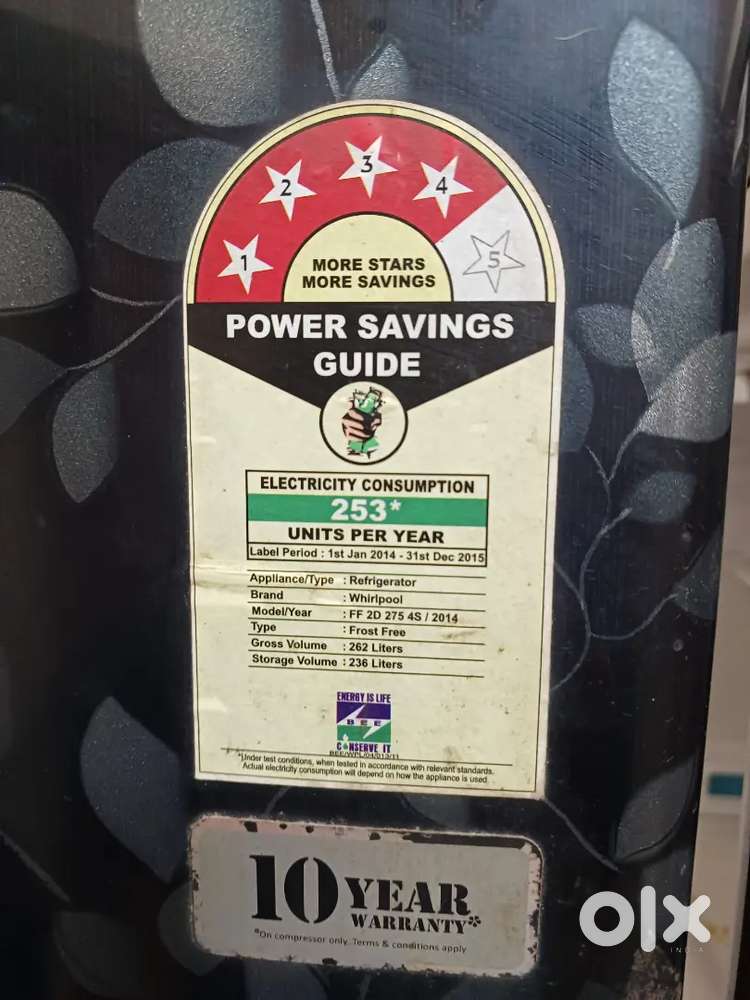 1 2 3 4 5
MORE STARS
MORE SAVINGS
POWER SAVINGS
GUIDE
ELECTRICITY CONSUMPTION
253*
UNITS PER YEAR
Label Period : 1st Jan 2014 - 31st Dec 2015
Appliance/Type : Refrigerator
Brand : Whirlpool
Model/Year : FF 2D 275 4S / 2014
Type : Frost Free
Gross Volume : 262 Liters
Storage Volume : 236 Liters
ENERGY IS LIFE
BEE
CONSERVE IT
*Under test conditions, when tested in accordance with relevant standards.
Actual electricity consumption will depend on how the appliance is used.
10 YEAR
WARRANTY*
*On compressor only. Terms & conditions apply
olx
INDIA